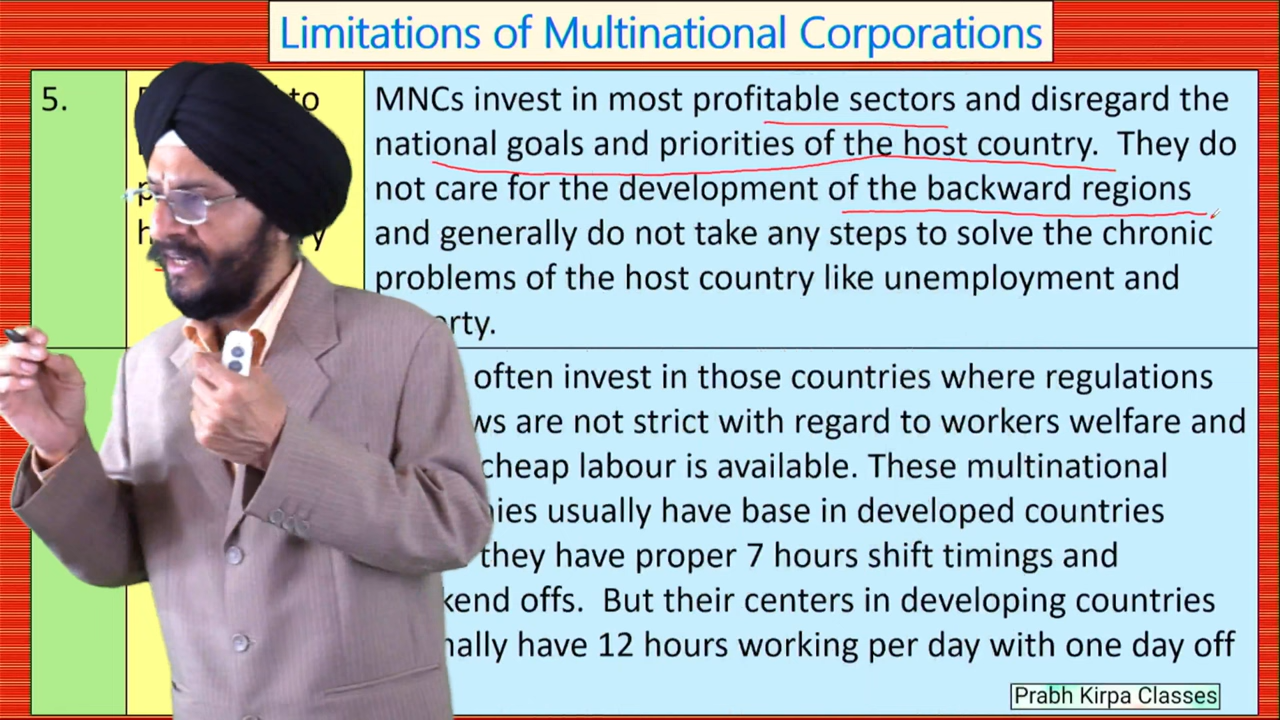 Limitations of Multinational Corporations
5.
to
MNCs invest in most profitable sectors and disregard the
national goals and priorities of the host country. They do
not care for the development of the backward regions
and generally do not take any steps to solve the chronic
problems of the host country like unemployment and
often invest in those countries where regulations
are not strict with regard to workers welfare and
cheap labour is available. These multinational
usually have base in developed countries
they have proper 7 hours shift timings and
offs. But their centers in developing countries
have 12 hours working per day with one day off
Prabh Kirpa Classes